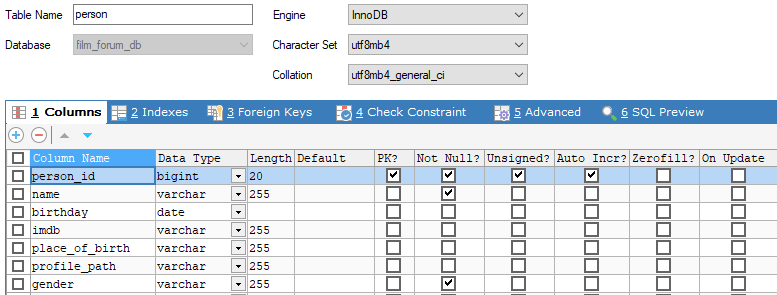 Table Name person Engine InnoDB
Database film_forum_db Character Set utf8mb4
Collation utf8mb4_general_ci
1 Columns 2 Indexes 3 Foreign Keys 4 Check Constraint 5 Advanced 6 SQL Preview
Column Name Data Type Length Default PK? Not Null? Unsigned? Auto Incr? Zerofill? On Update
person_id bigint 20
name varchar 255
birthday date
imdb varchar 255
place_of_birth varchar 255
profile_path varchar 255
gender varchar 255